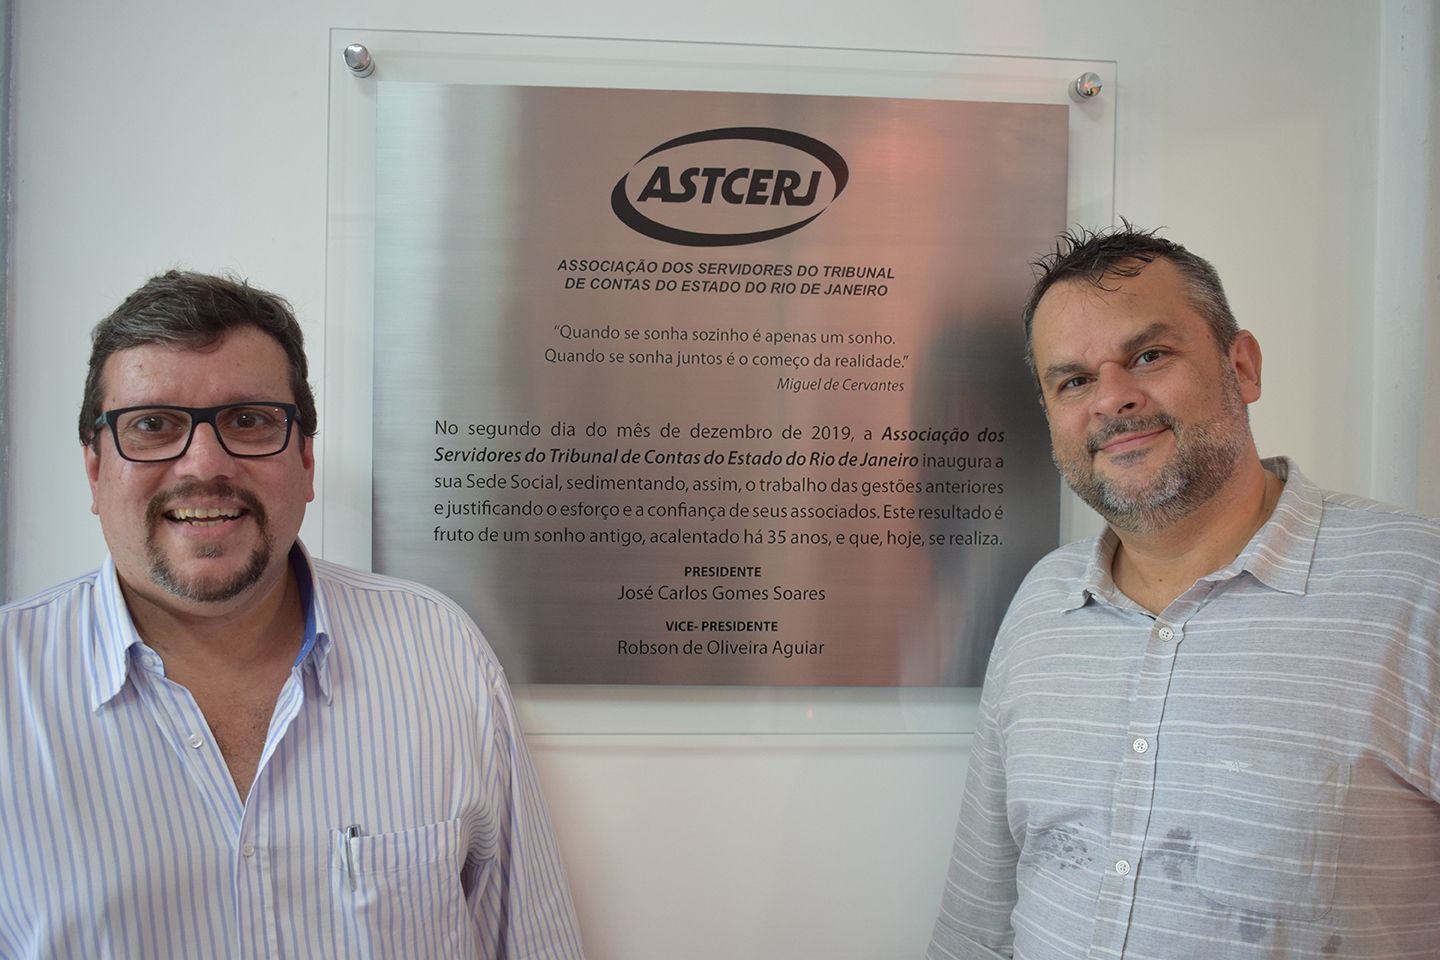 ASTCERJ
ASSOCIAÇÃO DOS SERVIDORES DO TRIBUNAL
DE CONTAS DO ESTADO DO RIO DE JANEIRO
“Quando se sonha sozinho é apenas um sonho.
Quando se sonha juntos é o começo da realidade.”
Miguel de Cervantes
No segundo dia do mês de dezembro de 2019, a Associação dos
Servidores do Tribunal de Contas do Estado do Rio de Janeiro inaugura a
sua Sede Social, sedimentando, assim, o trabalho das gestões anteriores
e justificando o esforço e a confiança de seus associados. Este resultado é
fruto de um sonho antigo, acalentado há 35 anos, e que, hoje, se realiza.
PRESIDENTE
José Carlos Gomes Soares
VICE- PRESIDENTE
Robson de Oliveira Aguiar